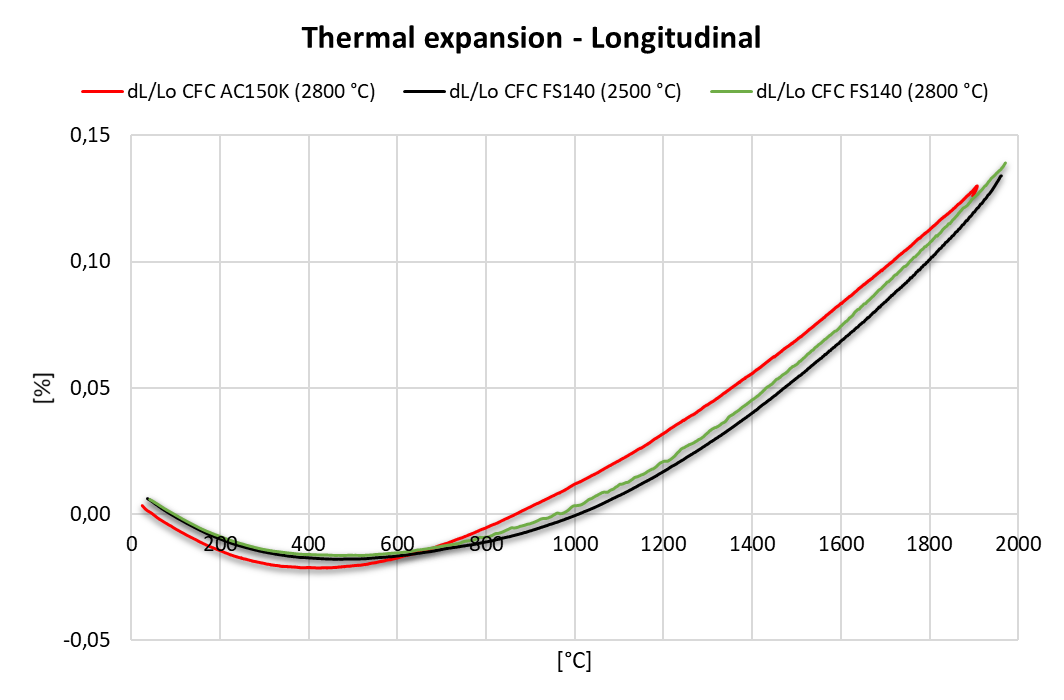 Thermal expansion - Longitudinal
dL/Lo CFC AC150K (2800 °C) dL/Lo CFC FS140 (2500 °C) dL/Lo CFC FS140 (2800 °C)
0,15
0,10
0,05
[%]
0,00
0 200 400 600 800 1000 1200 1400 1600 1800 2000
-0,05
[°C]